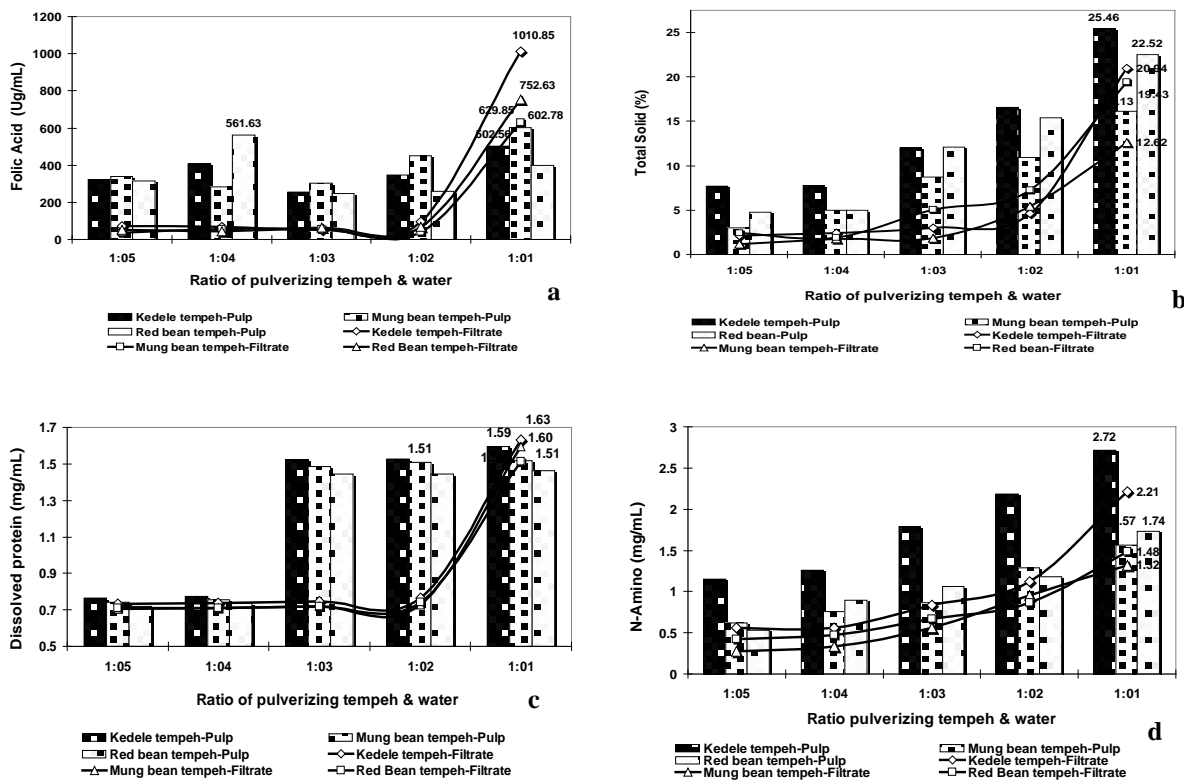 1200
1000
800
600
400
200
0
Folic Acid (Ug/mL)
1010.85
752.63
629.85
602.78
502.56
561.63
1:05 1:04 1:03 1:02 1:01
Ratio of pulverizing tempeh & water
a
Kedele tempeh-Pulp Mung bean tempeh-Pulp
Red bean tempeh-Pulp Kedele tempeh-Filtrate
Mung bean tempeh-Filtrate Red Bean tempeh-Filtrate
25
20
15
10
5
0
Total Solid (%)
25.46
22.52
20.94
19.43
.13
12.62
1:05 1:04 1:03 1:02 1:01
Ratio of pulverizing tempeh & water
b
Kedele tempeh-Pulp Mung bean tempeh-Pulp
Red bean-Pulp Kedele tempeh-Filtrate
Mung bean tempeh-Filtrate Red bean-Filtrate
1.7
1.5
1.3
1.1
0.9
0.7
0.5
Dissolved protein (mg/mL)
1.63
1.59 1.60
1.51
1.51
1:05 1:04 1:03 1:02 1:01
Ratio of pulverizing tempeh & water
c
Kedele tempeh-Pulp Mung bean tempeh-Pulp
Red bean tempeh-Pulp Kedele tempeh-Filtrate
Mung bean tempeh-Filtrate Red Bean tempeh-Filtrate
3
2.5
2
1.5
1
0.5
0
N-Amino (mg/mL)
2.72
2.21
.57 1.74
1.48
1:05 1:04 1:03 1:02 1:01
Ratio pulverizing tempeh & water
d
Kedele tempeh-Pulp Mung bean tempeh-Pulp
Red bean tempeh-Pulp Kedele tempeh-Filtrate
Mung bean tempeh-Filtrate Red Bean tempeh-Filtrate